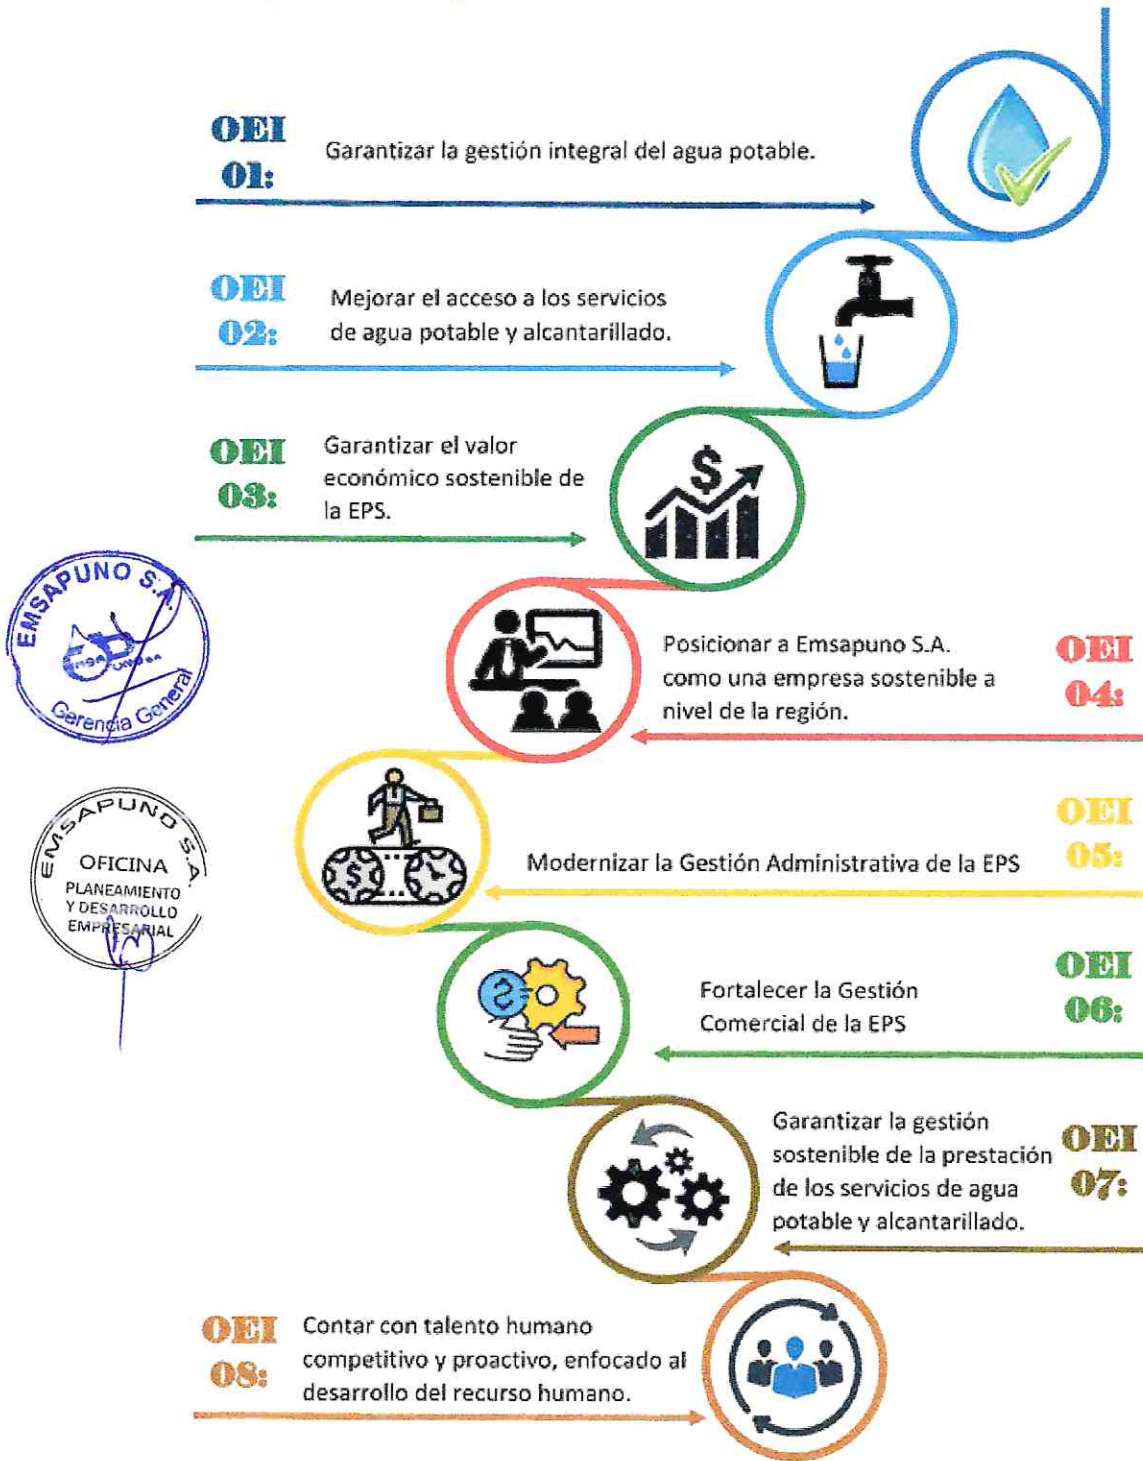 OEI
01:
Garantizar la gestión integral del agua potable.
OEI
02:
Mejorar el acceso a los servicios
de agua potable y alcantarillado.
OEI
03:
Garantizar el valor
económico sostenible de
la EPS.
EMSAPUNO S.A.
Gerencia General
Posicionar a Emsapuno S.A.
como una empresa sostenible a
nivel de la región.
OEI
04:
EMSAPUNO S.A.
OFICINA
PLANEAMIENTO
Y DESARROLLO
EMPRESARIAL
Modernizar la Gestión Administrativa de la EPS
OEI
05:
Fortalecer la Gestión
Comercial de la EPS
OEI
06:
Garantizar la gestión
sostenible de la prestación
de los servicios de agua
potable y alcantarillado.
OEI
07:
OEI
08:
Contar con talento humano
competitivo y proactivo, enfocado al
desarrollo del recurso humano.